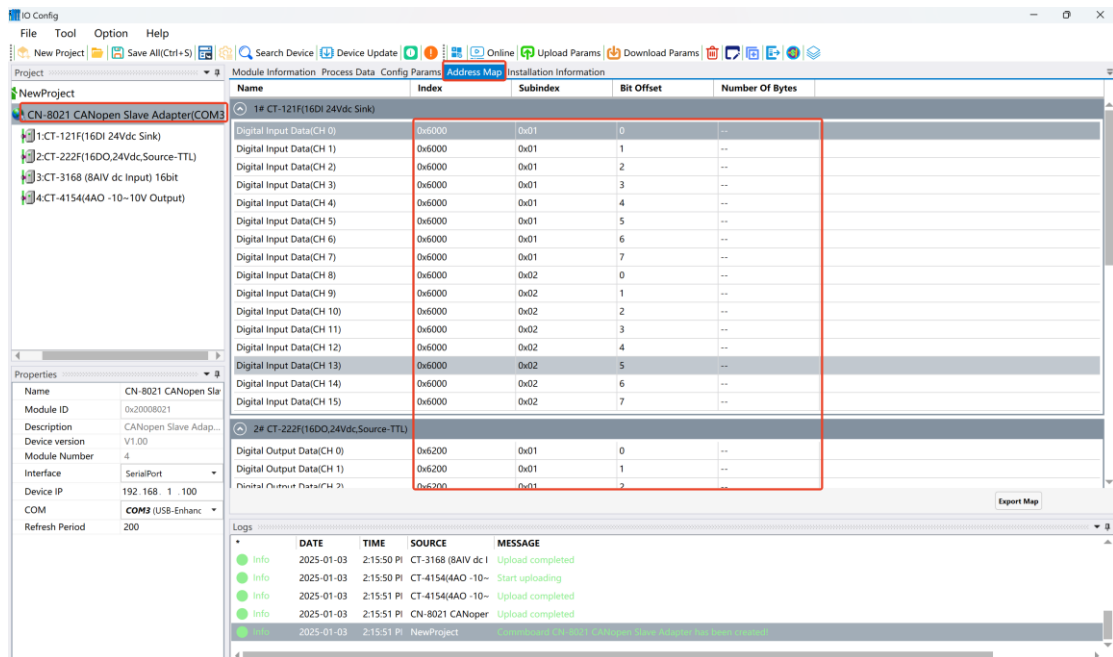 IO Config
File Tool Option Help
New Project Save All(Ctrl+S) Search Device Device Update Online Upload Params Download Params
Project
NewProject
CN-8021 CANopen Slave Adapter(COM3
1:CT-121F(16DI 24Vdc Sink)
2:CT-222F(16DO,24Vdc,Source-TTL)
3:CT-3168 (8AIV dc Input) 16bit
4:CT-4154(4AO -10~10V Output)
Properties
Name CN-8021 CANopen Sla
Module ID 0x20008021
Description CANopen Slave Adap...
Device version V1.00
Module Number 4
Interface SerialPort
Device IP 192 .168 . 1 .100
COM COM3 (USB-Enhanc
Refresh Period 200
Module Information Process Data Config Params Address Map Installation Information
Name Index Subindex Bit Offset Number Of Bytes
1# CT-121F(16DI 24Vdc Sink)
Digital Input Data(CH 0) 0x6000 0x01 0 --
Digital Input Data(CH 1) 0x6000 0x01 1 --
Digital Input Data(CH 2) 0x6000 0x01 2 --
Digital Input Data(CH 3) 0x6000 0x01 3 --
Digital Input Data(CH 4) 0x6000 0x01 4 --
Digital Input Data(CH 5) 0x6000 0x01 5 --
Digital Input Data(CH 6) 0x6000 0x01 6 --
Digital Input Data(CH 7) 0x6000 0x01 7 --
Digital Input Data(CH 8) 0x6000 0x02 0 --
Digital Input Data(CH 9) 0x6000 0x02 1 --
Digital Input Data(CH 10) 0x6000 0x02 2 --
Digital Input Data(CH 11) 0x6000 0x02 3 --
Digital Input Data(CH 12) 0x6000 0x02 4 --
Digital Input Data(CH 13) 0x6000 0x02 5 --
Digital Input Data(CH 14) 0x6000 0x02 6 --
Digital Input Data(CH 15) 0x6000 0x02 7 --
2# CT-222F(16DO,24Vdc,Source-TTL)
Digital Output Data(CH 0) 0x6200 0x01 0 --
Digital Output Data(CH 1) 0x6200 0x01 1 --
Digital Output Data(CH 2) 0x6200 0x01 2 --
Export Map
Logs
DATE TIME SOURCE MESSAGE
Info 2025-01-03 2:15:50 PI CT-3168 (8AIV dc I Upload completed
Info 2025-01-03 2:15:50 PI CT-4154(4AO -10~ Start uploading
Info 2025-01-03 2:15:51 PI CT-4154(4AO -10~ Upload completed
Info 2025-01-03 2:15:51 PI CN-8021 CANoper Upload completed
Info 2025-01-03 2:15:51 PI NewProject Commboard CN-8021 CANopen Slave Adapter has been created!